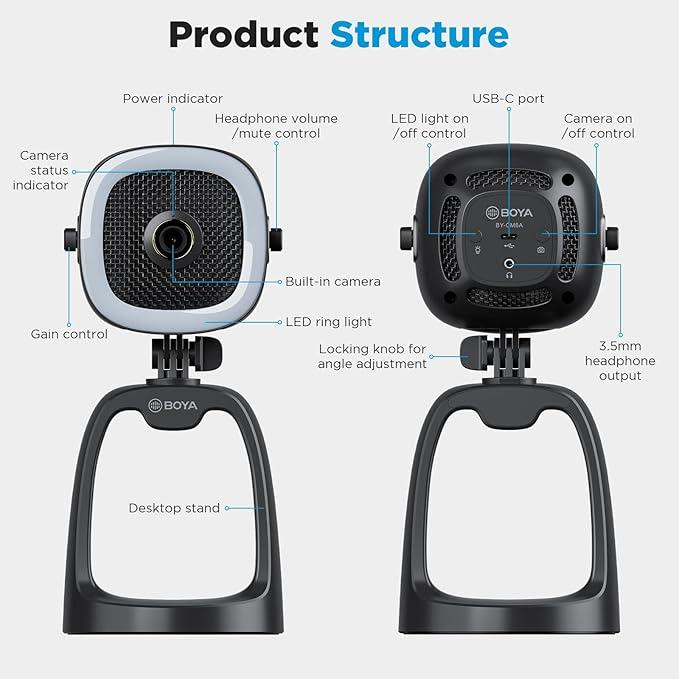 Product Structure
Power indicator
Headphone volume
/mute control
Camera
status
indicator
Built-in camera
LED ring light
Gain control
BOYA
Desktop stand
USB-C port
LED light on
/off control
Camera on
/off control
BOYA
BY-CM6A
Locking knob for
angle adjustment
3.5mm
headphone
output